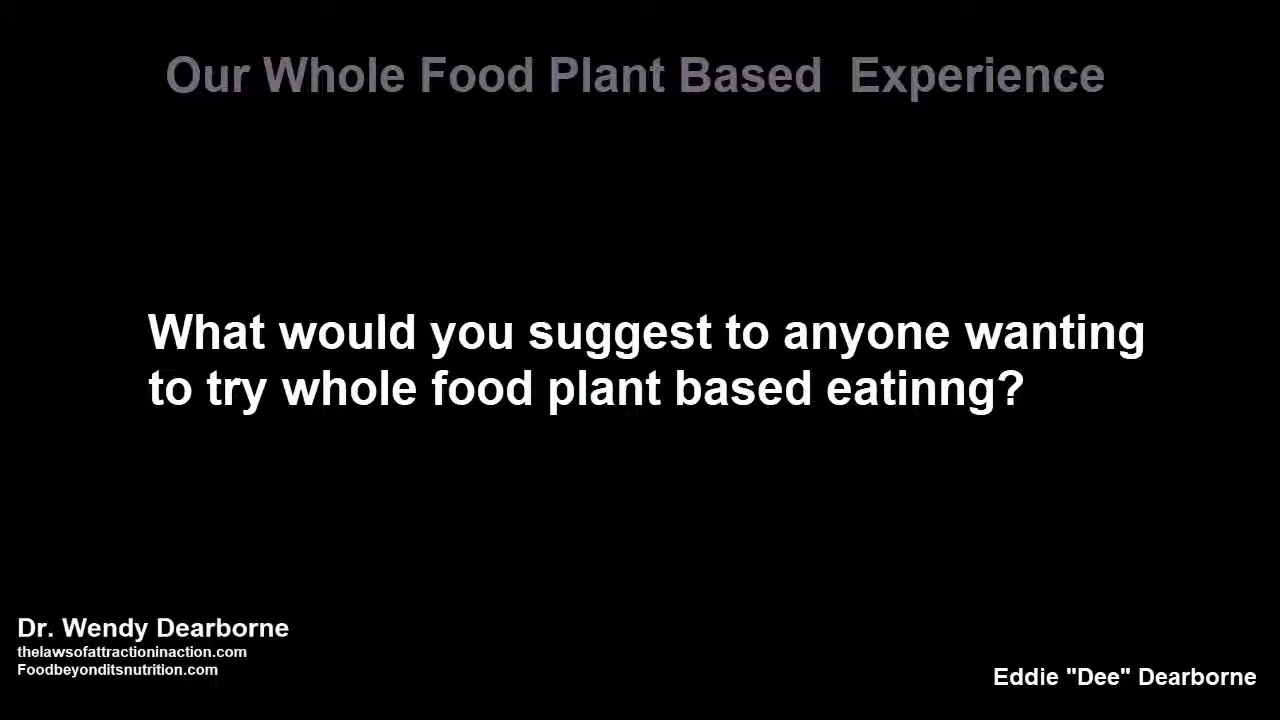 Our Whole Food Plant Based  Experience
What would you suggest to anyone wanting
to try whole food plant based eatinng?
Dr. Wendy Dearborne
thelawsofattractioninaction.com
Foodbeyonditsnutrition.com
Eddie "Dee" Dearborne